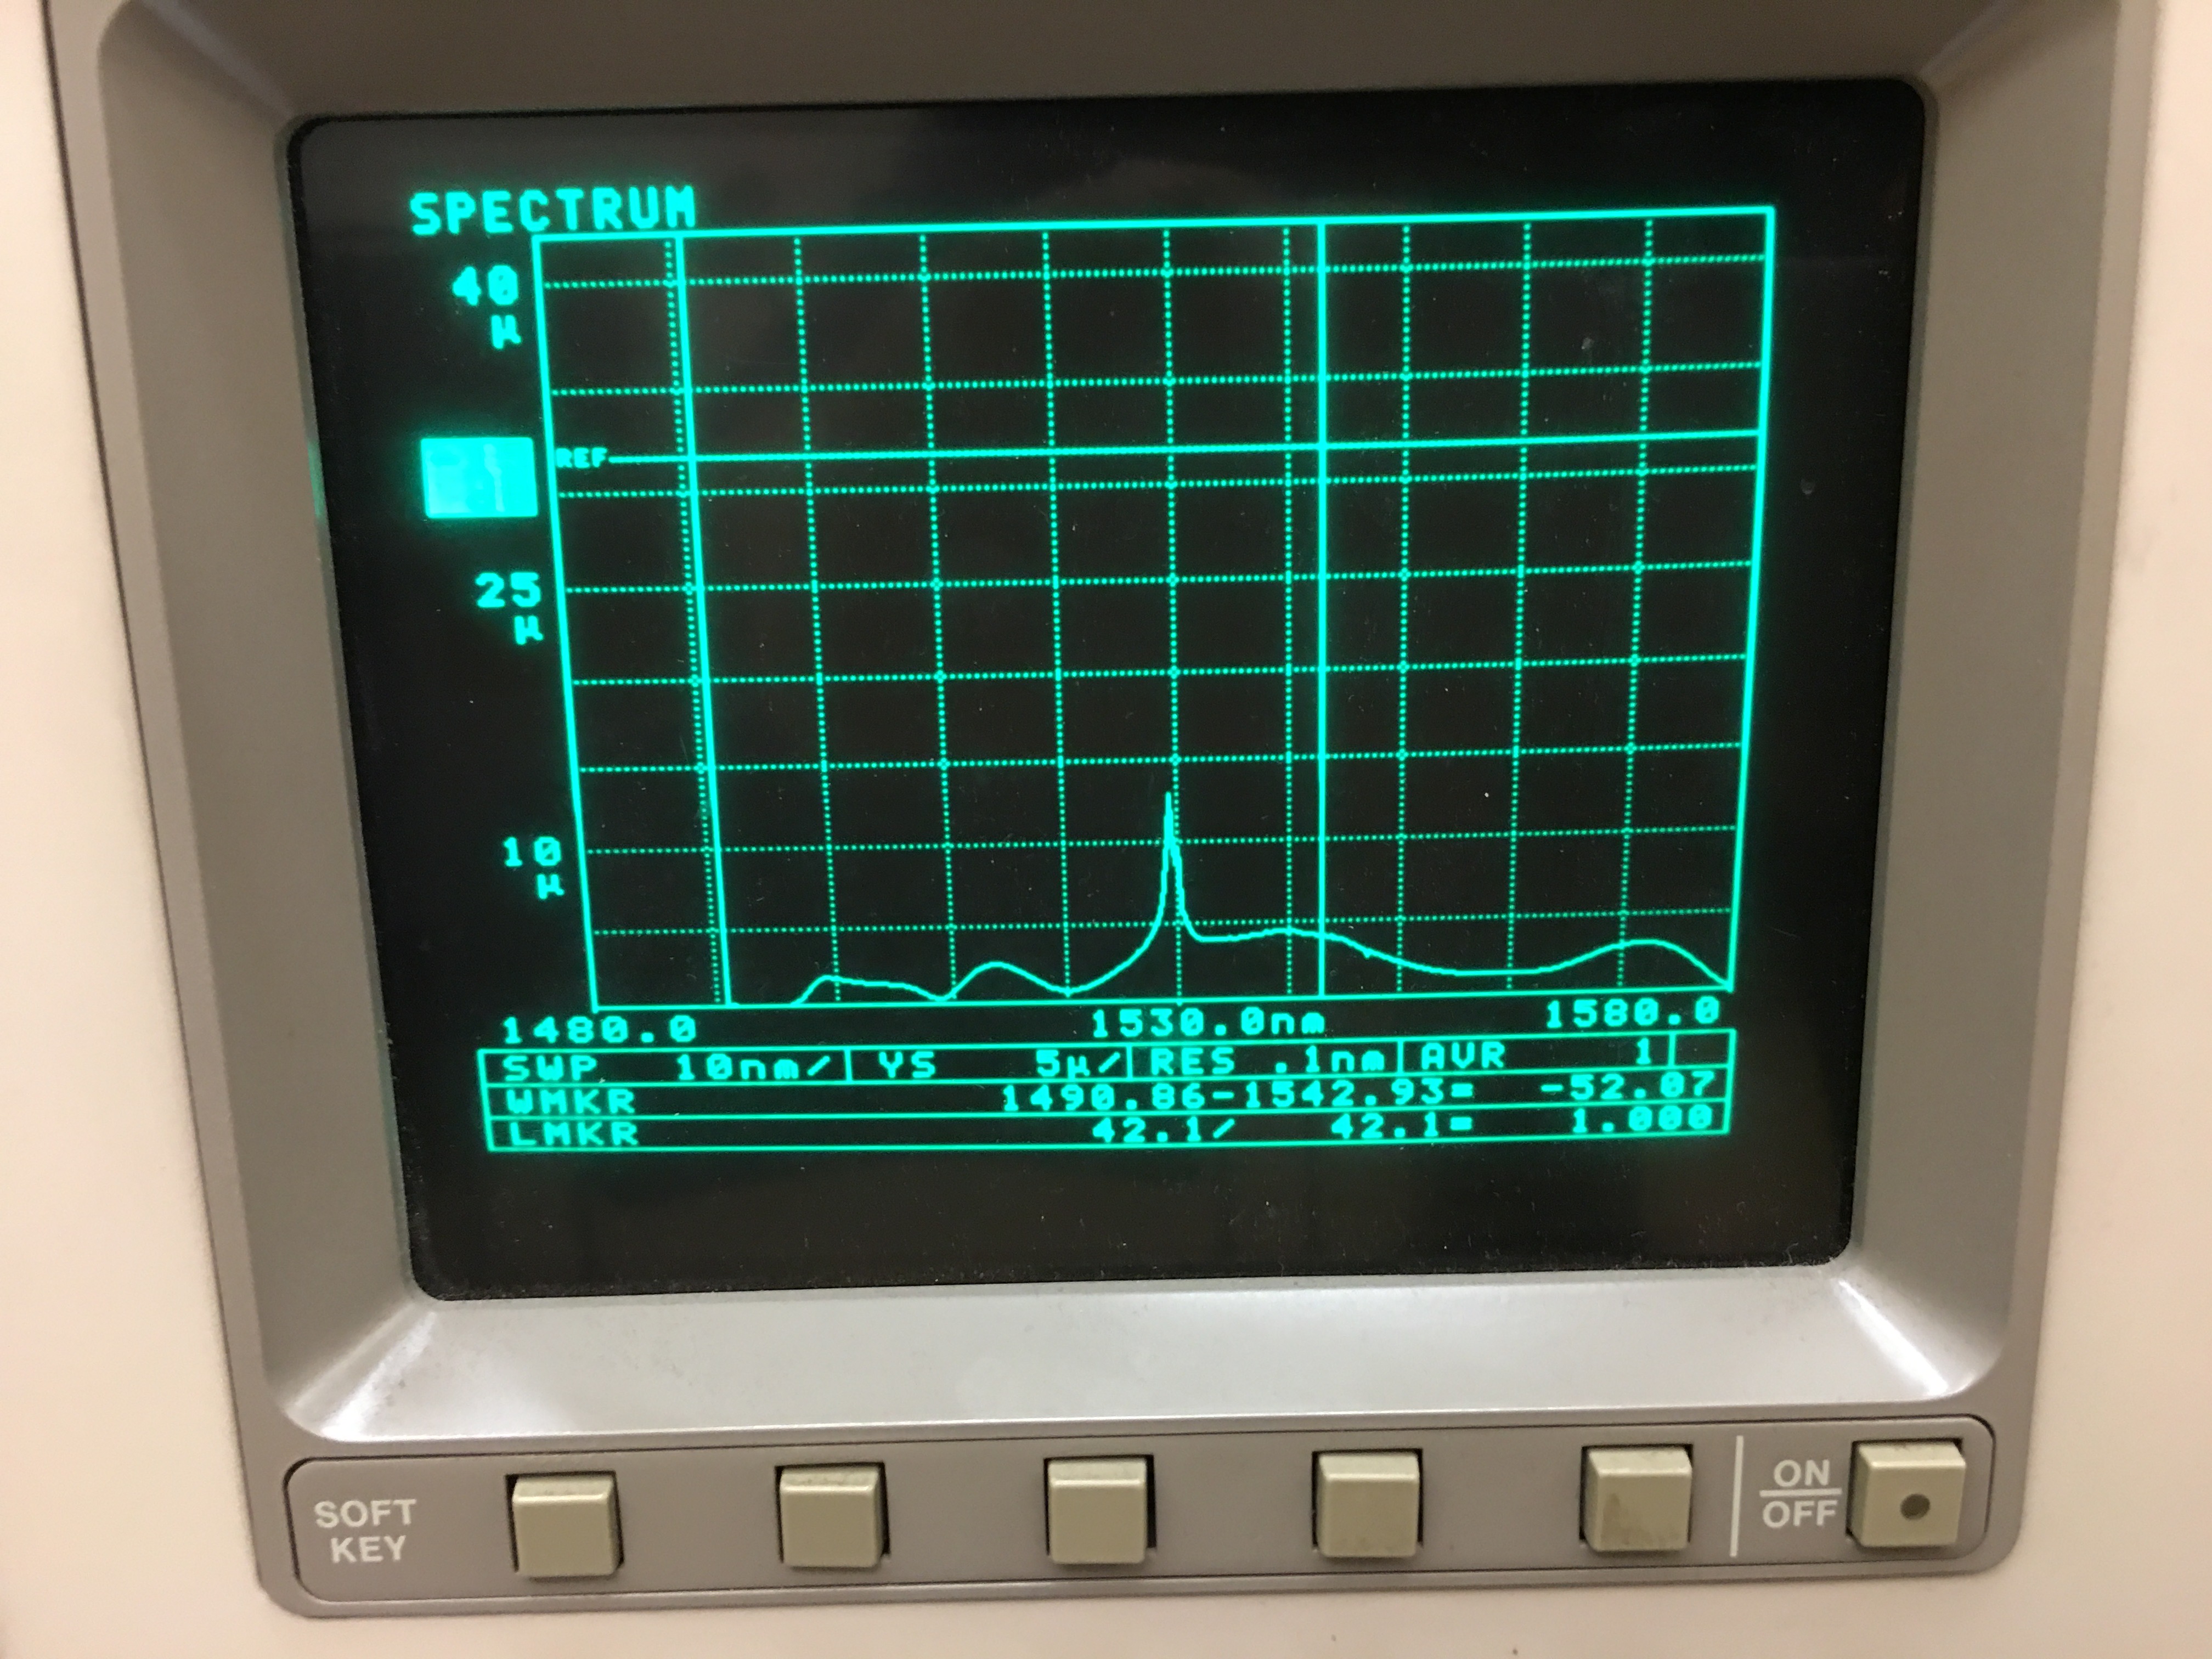 SPECTRUM
40
µ
REF
25
µ
10
µ
1480.0 1530.0nm 1580.0
SWP 10nm/ YS 5µ/ RES .1nm AVR 1
WMKR 1490.86-1542.93= -52.07
LMKR 42.1/ 42.1= 1.000
SOFT
KEY
ON
OFF